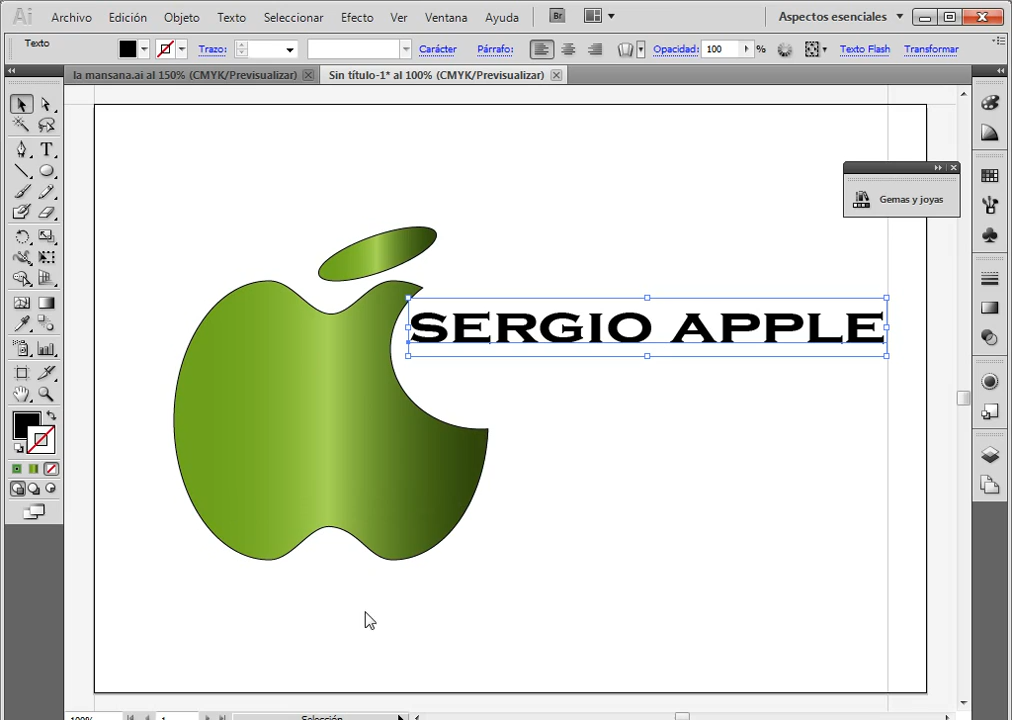 Ai Archivo Edición Objeto Texto Seleccionar Efecto Ver Ventana Ayuda Br Aspectos esenciales
Texto Trazo: Carácter Párrafo: Opacidad: 100 % Texto Flash Transformar
la mansana.ai al 150% (CMYK/Previsualizar) Sin título-1* al 100% (CMYK/Previsualizar)
Gemas y joyas
SERGIO APPLE
100% 1 Selección